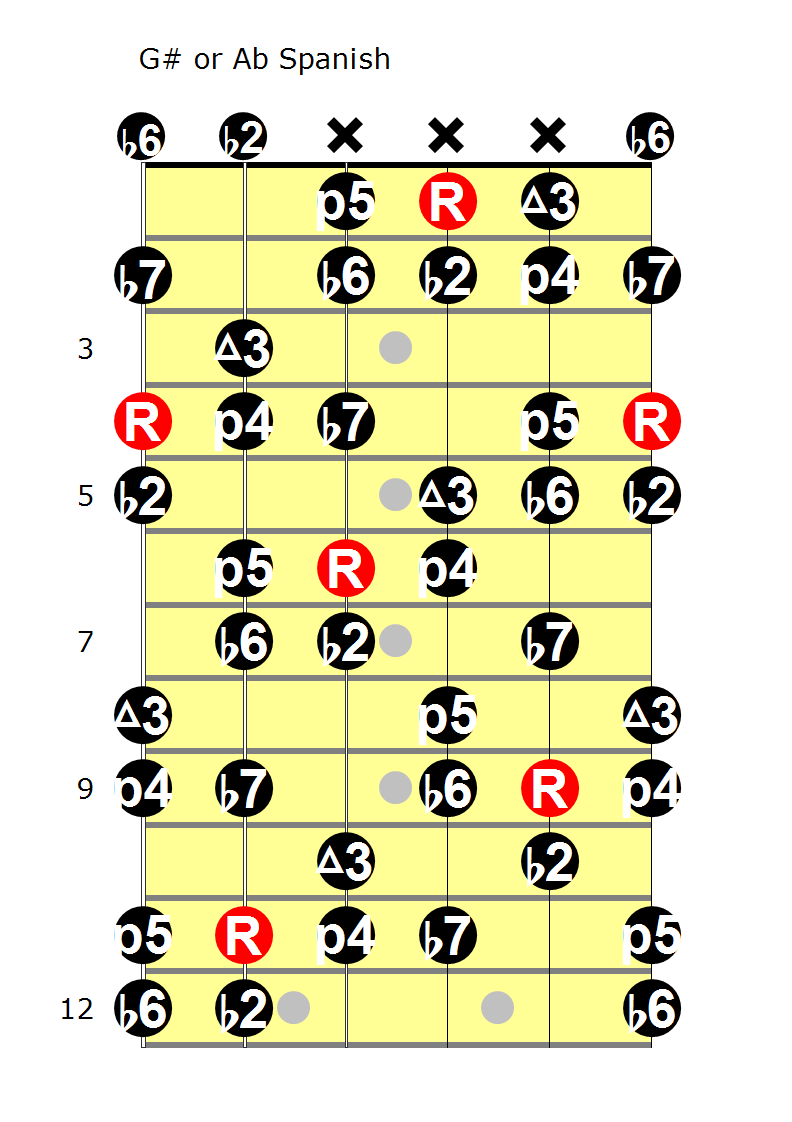 G# or Ab Spanish
♭6 ♭2 × × × ♭6
p5 R Δ3
♭7 ♭6 ♭2 p4 ♭7
3 Δ3
R p4 ♭7 p5 R
5 ♭2 Δ3 ♭6 ♭2
p5 R p4
7 ♭6 ♭2 ♭7
Δ3 p5 Δ3
9 p4 ♭7 ♭6 R p4
Δ3 ♭2
p5 R p4 ♭7 p5
12 ♭6 ♭2 ♭6